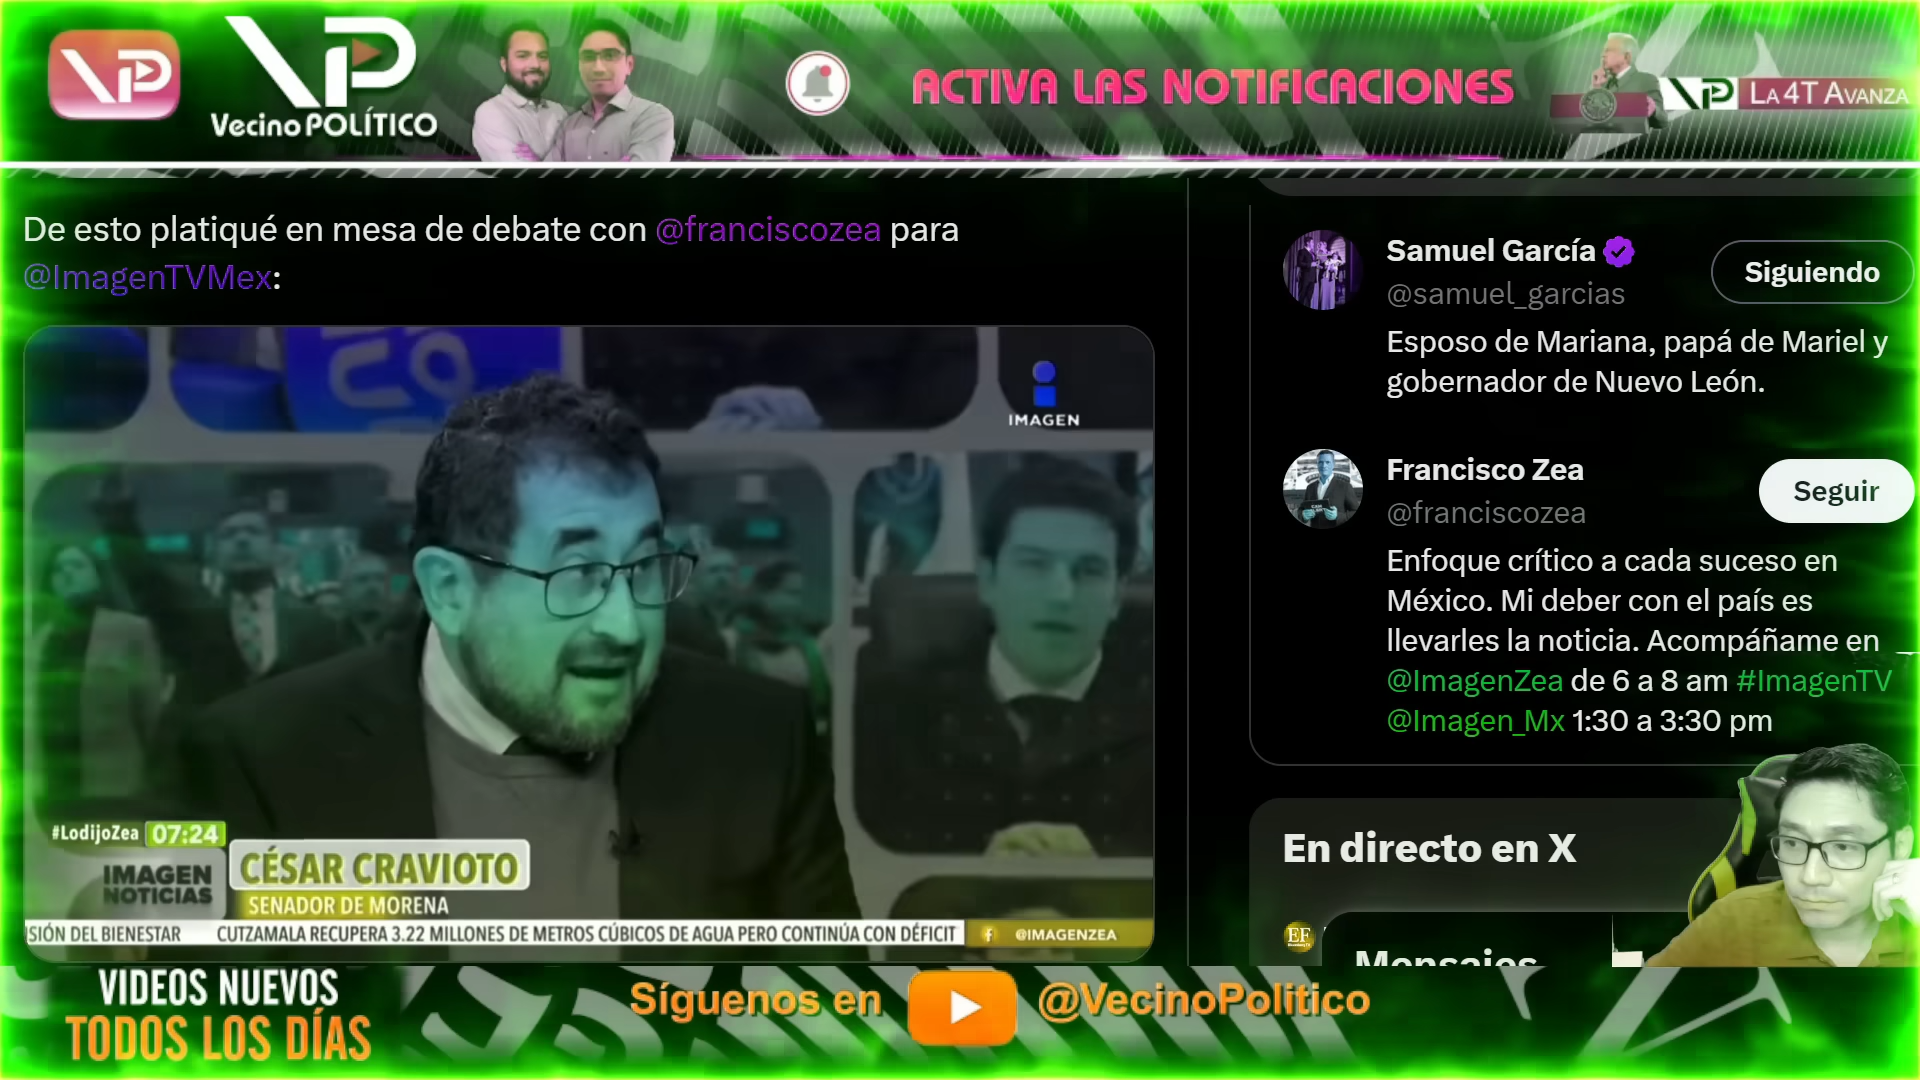 VP
VP
Vecino POLÍTICO
ACTIVA LAS NOTIFICACIONES
VP LA 4T AVANZA
De esto platiqué en mesa de debate con @franciscozea para
@ImagenTVMex:
IMAGEN
#LodijoZea 07:24
IMAGEN
NOTICIAS
CÉSAR CRAVIOTO
SENADOR DE MORENA
SIÓN DEL BIENESTAR CUTZAMALA RECUPERA 3.22 MILLONES DE METROS CÚBICOS DE AGUA PERO CONTINÚA CON DÉFICIT
f @IMAGENZEA
Samuel García
@samuel_garcias
Siguiendo
Esposo de Mariana, papá de Mariel y
gobernador de Nuevo León.
Francisco Zea
@franciscozea
Seguir
Enfoque crítico a cada suceso en
México. Mi deber con el país es
llevarles la noticia. Acompáñame en
@ImagenZea de 6 a 8 am #ImagenTV
@Imagen_Mx 1:30 a 3:30 pm
En directo en X
EF
Mensajes
VIDEOS NUEVOS
TODOS LOS DÍAS
Síguenos en @VecinoPolitico